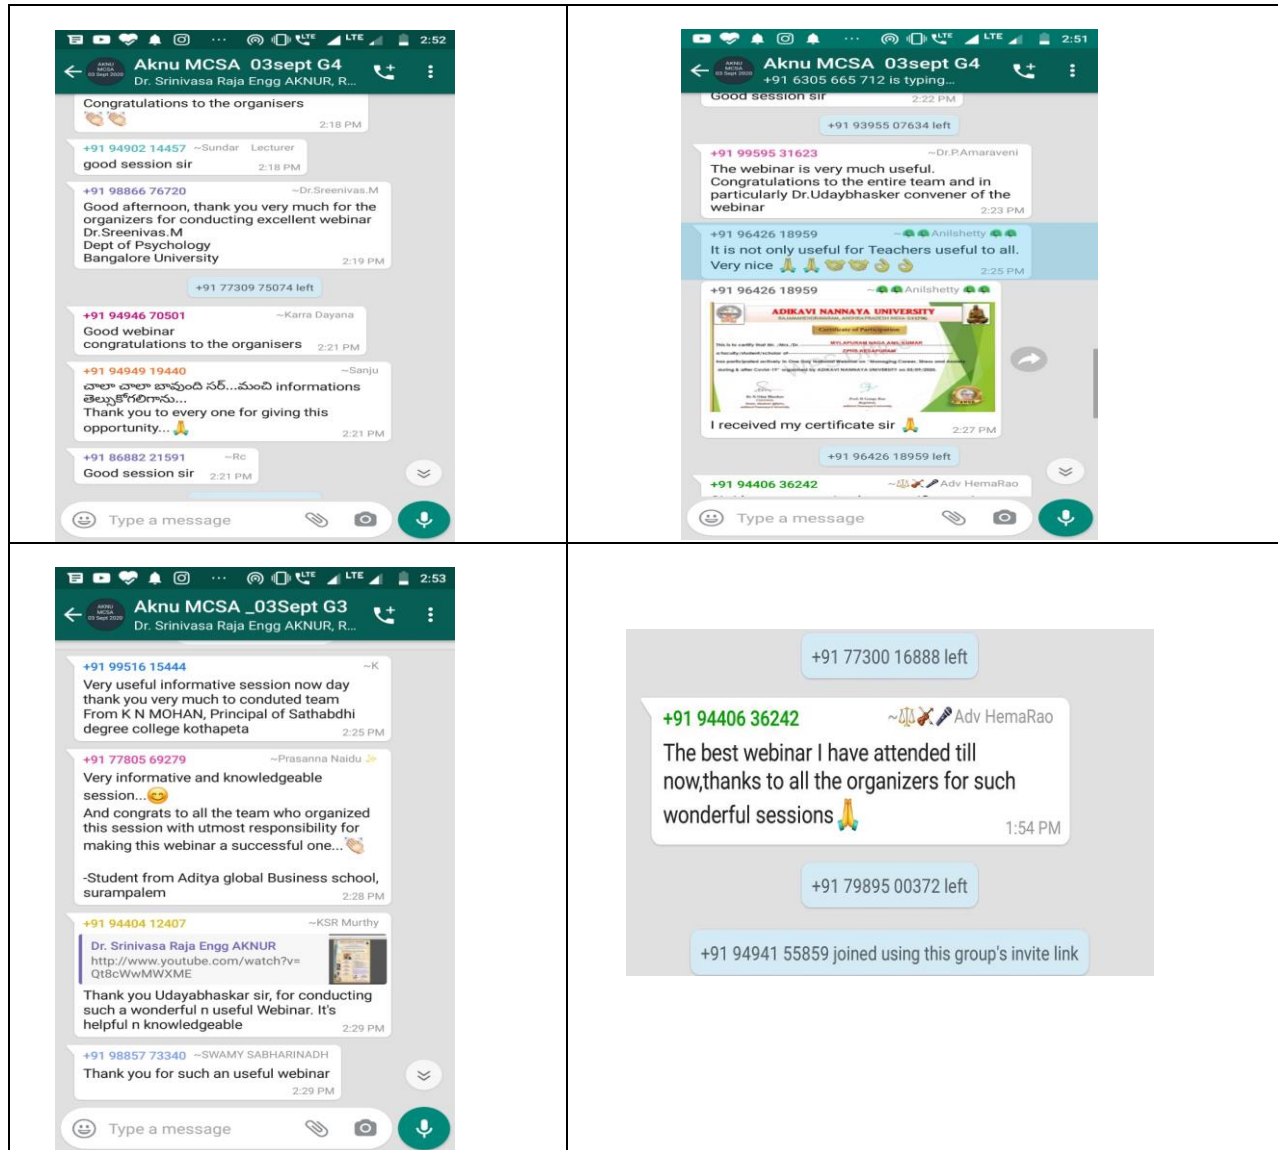 2:52
Aknu MCSA 03sept G4
Dr. Srinivasa Raja Engg AKNUR, R...
Congratulations to the organisers
2:18 PM
+91 94902 14457 ~Sundar Lecturer
good session sir
2:18 PM
+91 98866 76720 ~Dr.Sreenivas.M
Good afternoon, thank you very much for the
organizers for conducting excellent webinar
Dr.Sreenivas.M
Dept of Psychology
Bangalore University
2:19 PM
+91 77309 75074 left
+91 94946 70501 ~Karra Dayana
Good webinar
congratulations to the organisers
2:21 PM
+91 94949 19440 ~Sanju
చాలా చాలా బావుంది సర్...మంచి informations
తెల్సుకోగలిగాను...
Thank you to every one for giving this
opportunity...🙏
2:21 PM
+91 86882 21591 ~Rc
Good session sir
2:21 PM
Type a message
2:51
Aknu MCSA 03sept G4
+91 6305 665 712 is typing...
Good session sir
2:22 PM
+91 93955 07634 left
+91 99595 31623 ~Dr.P.Amaraveni
The webinar is very much useful.
Congratulations to the entire team and in
particularly Dr.Udaybhasker convener of the
webinar
2:23 PM
+91 96426 18959 ~Anilshetty
It is not only useful for Teachers useful to all.
Very nice
2:25 PM
+91 96426 18959 ~Anilshetty
ADIKAVI NANNAYA UNIVERSITY
Certificate of Participation
I received my certificate sir 🙏
2:27 PM
+91 96426 18959 left
+91 94406 36242 ~Adv HemaRao
Type a message
2:53
Aknu MCSA _03Sept G3
Dr. Srinivasa Raja Engg AKNUR, R...
+91 99516 15444 ~K
Very useful informative session now day
thank you very much to conduted team
From K N MOHAN, Principal of Sathabdhi
degree college kothapeta
2:25 PM
+91 77805 69279 ~Prasanna Naidu
Very informative and knowledgeable
session...😊
And congrats to all the team who organized
this session with utmost responsibility for
making this webinar a successful one...👏
-Student from Aditya global Business school,
surampalem
2:28 PM
+91 94404 12407 ~KSR Murthy
Dr. Srinivasa Raja Engg AKNUR
http://www.youtube.com/watch?v=
Qt8cWwMWXME
Thank you Udayabhaskar sir, for conducting
such a wonderful n useful Webinar. It's
helpful n knowledgeable
2:29 PM
+91 98857 73340 ~SWAMY SABHARINADH
Thank you for such an useful webinar
2:29 PM
Type a message
+91 77300 16888 left
+91 94406 36242 ~Adv HemaRao
The best webinar I have attended till
now,thanks to all the organizers for such
wonderful sessions🙏
1:54 PM
+91 79895 00372 left
+91 94941 55859 joined using this group's invite link